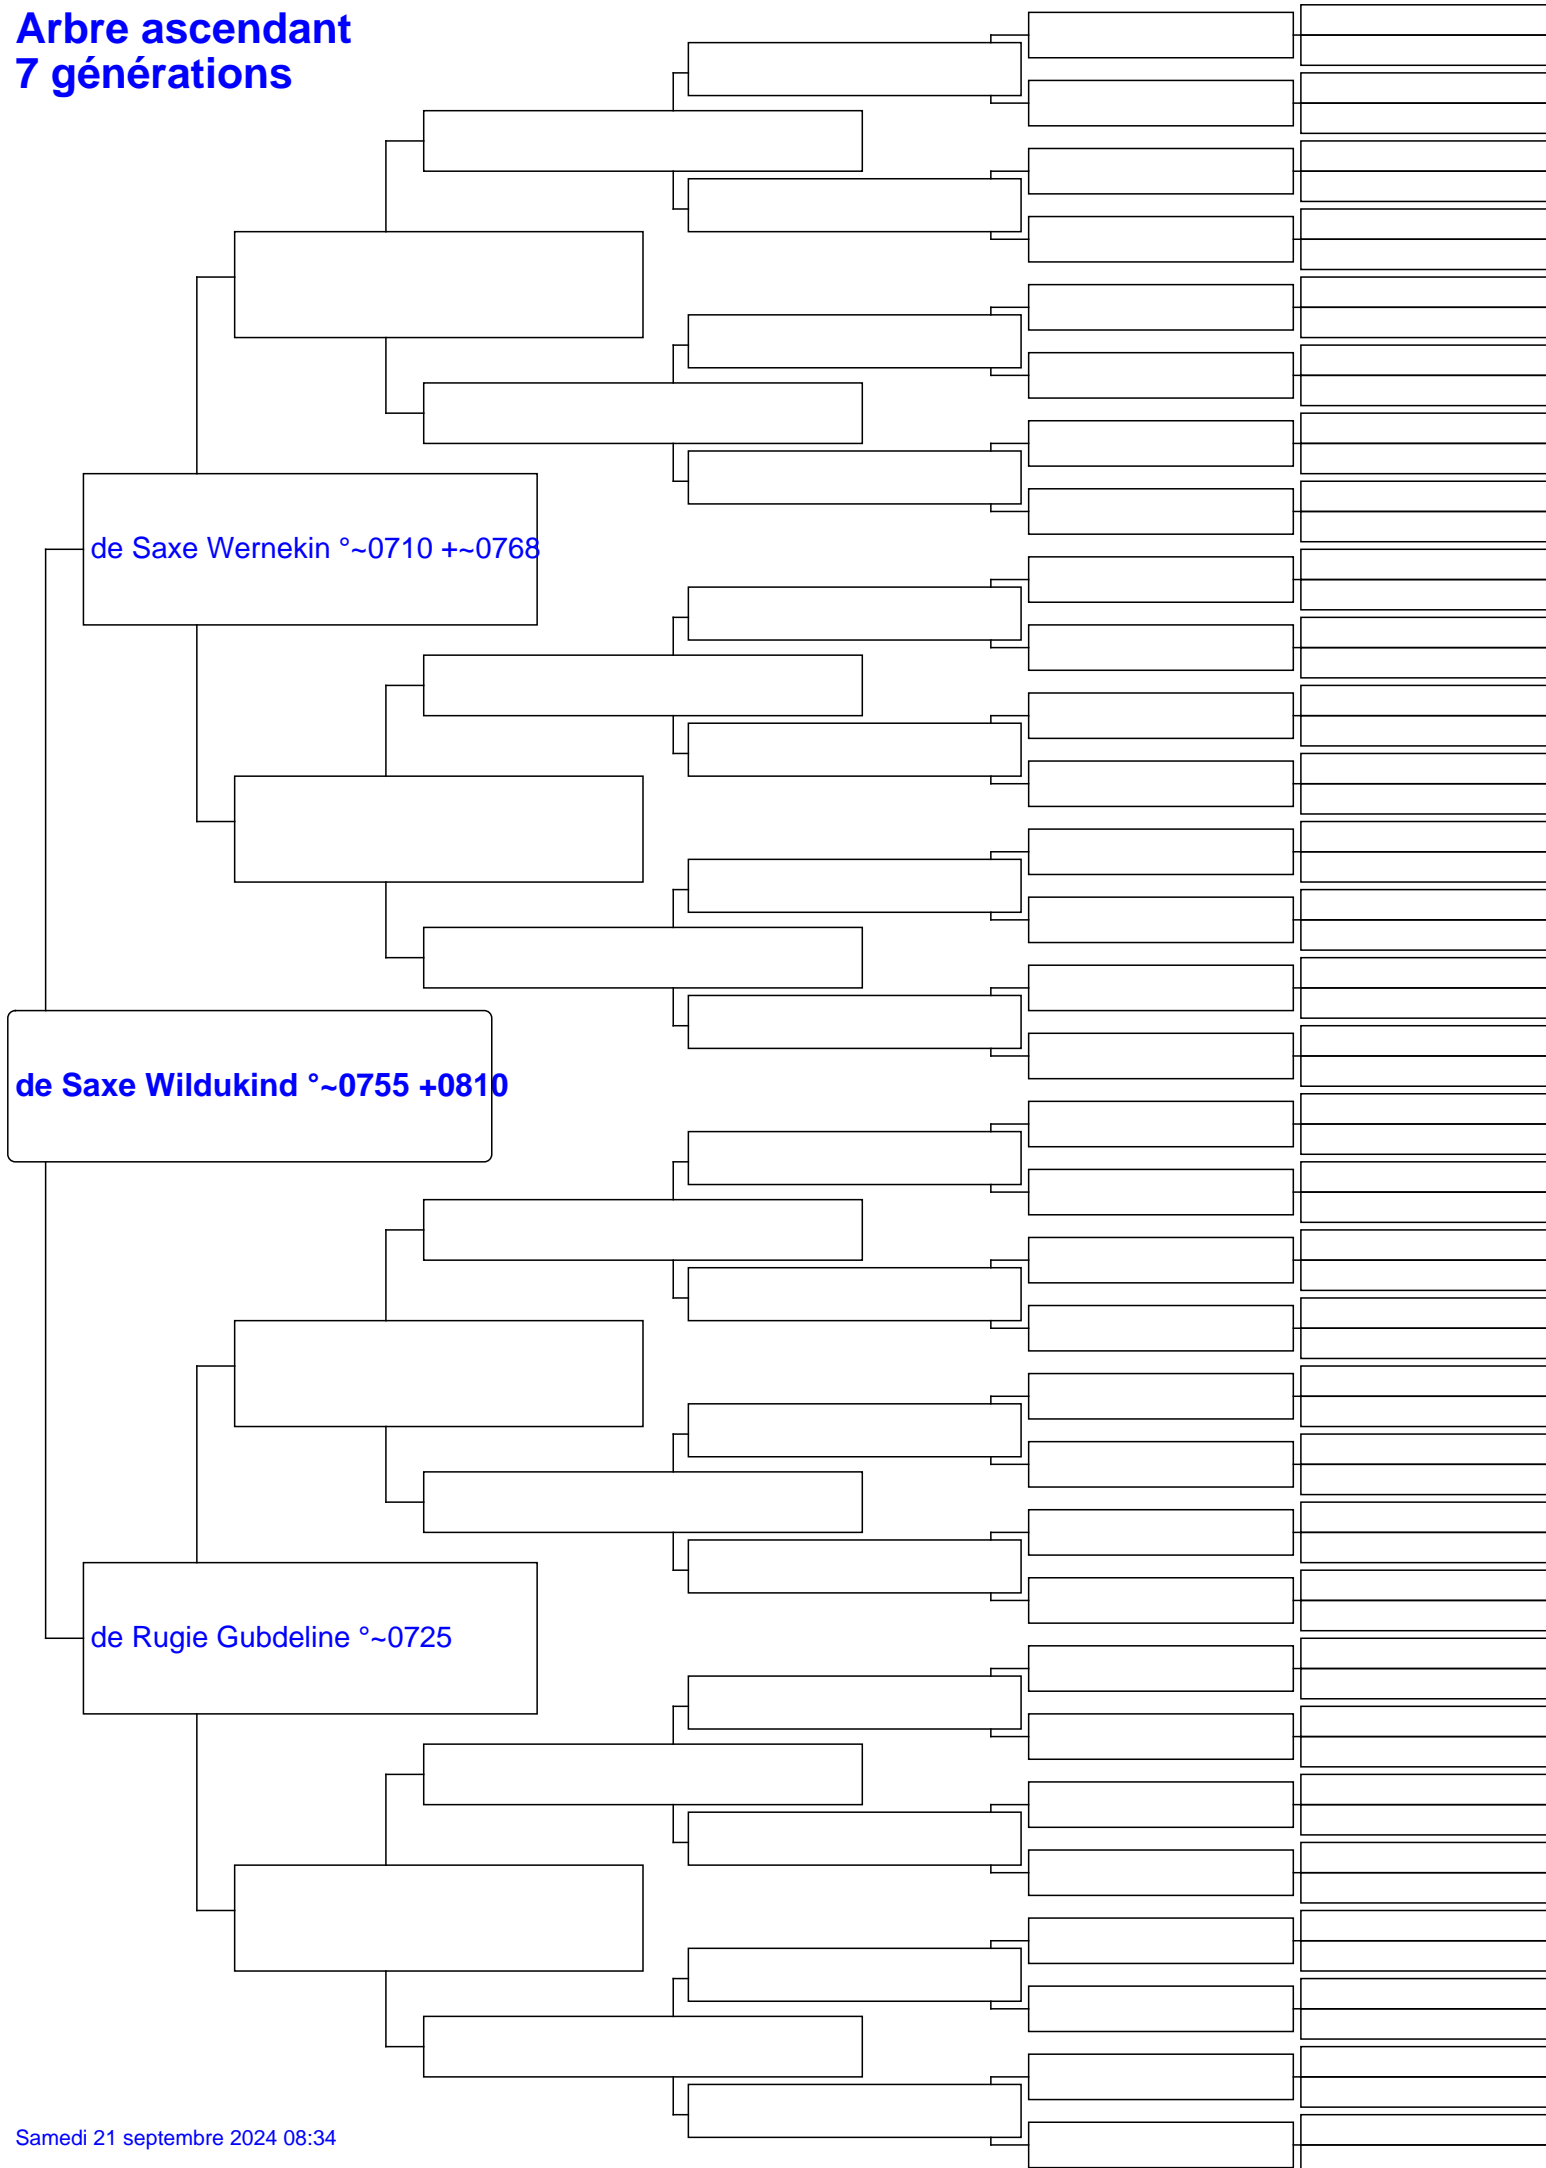 Arbre ascendant
7 générations
de Saxe Wernekin °~0710 +~0768
de Saxe Wildukind °~0755 +0810
de Rugie Gubdeline °~0725
Samedi 21 septembre 2024 08:34